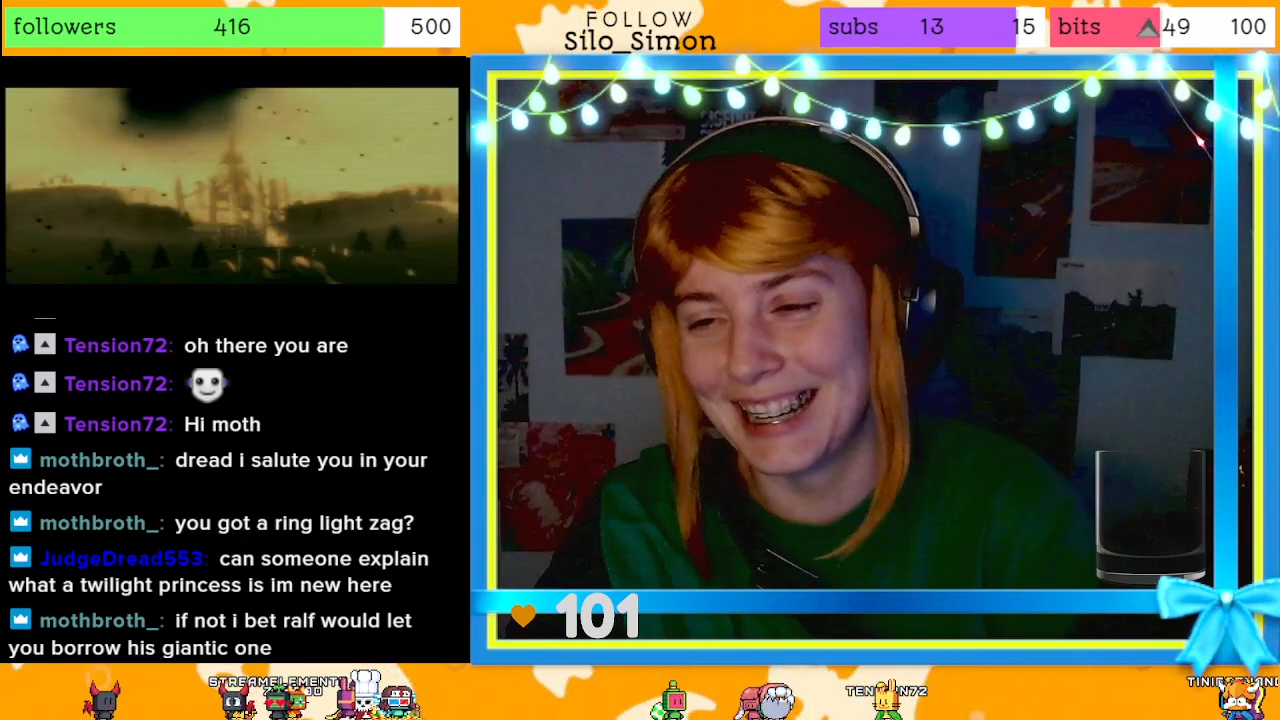 followers 416 500
FOLLOW
Silo_Simon
subs 13 15
bits 49 100
Tension72: oh there you are
Tension72:
Tension72: Hi moth
mothbroth_: dread i salute you in your
endeavor
mothbroth_: you got a ring light zag?
JudgeDread553: can someone explain
what a twilight princess is im new here
mothbroth_: if not i bet ralf would let
you borrow his giantic one
101
STREAMELEMENT